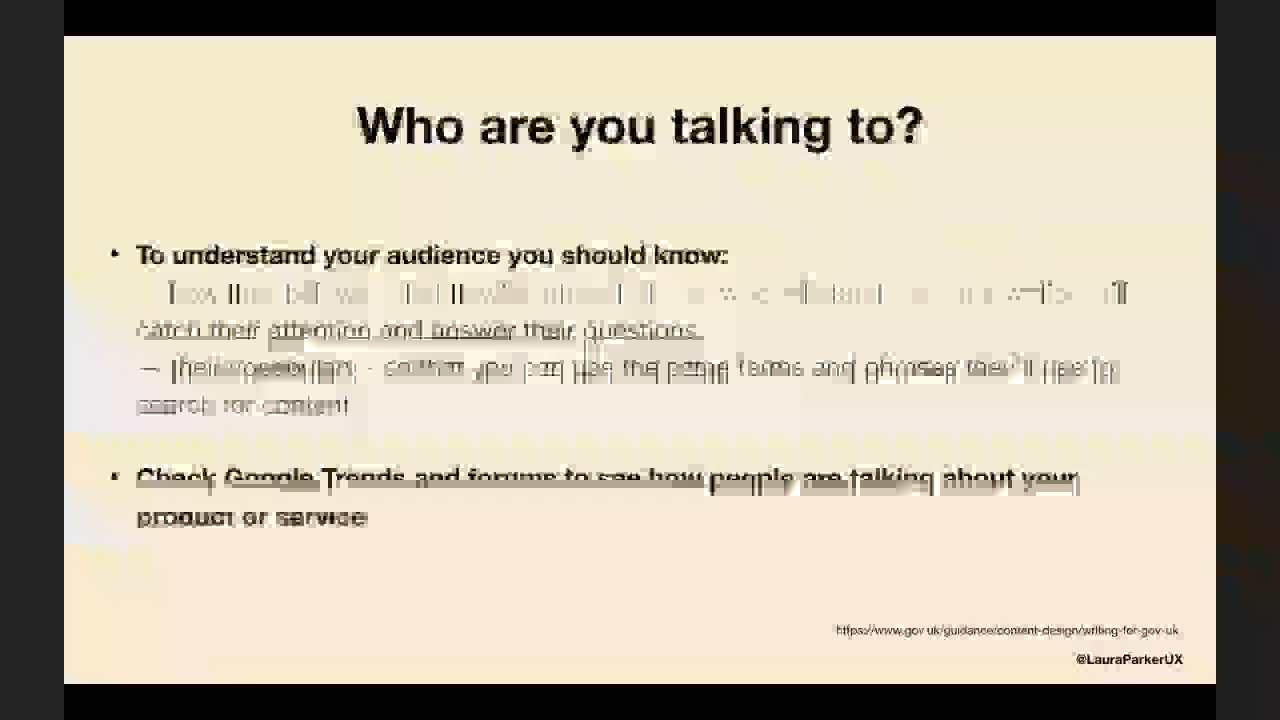 Who are you talking to?
• To understand your audience you should know:
catch their attention and answer their questions.
– their vocabulary - so that you can use the same terms and phrases they'll use to
search for content
• Check Google Trends and forums to see how people are talking about your
product or service
https://www.gov.uk/guidance/content-design/writing-for-gov-uk
@LauraParkerUX